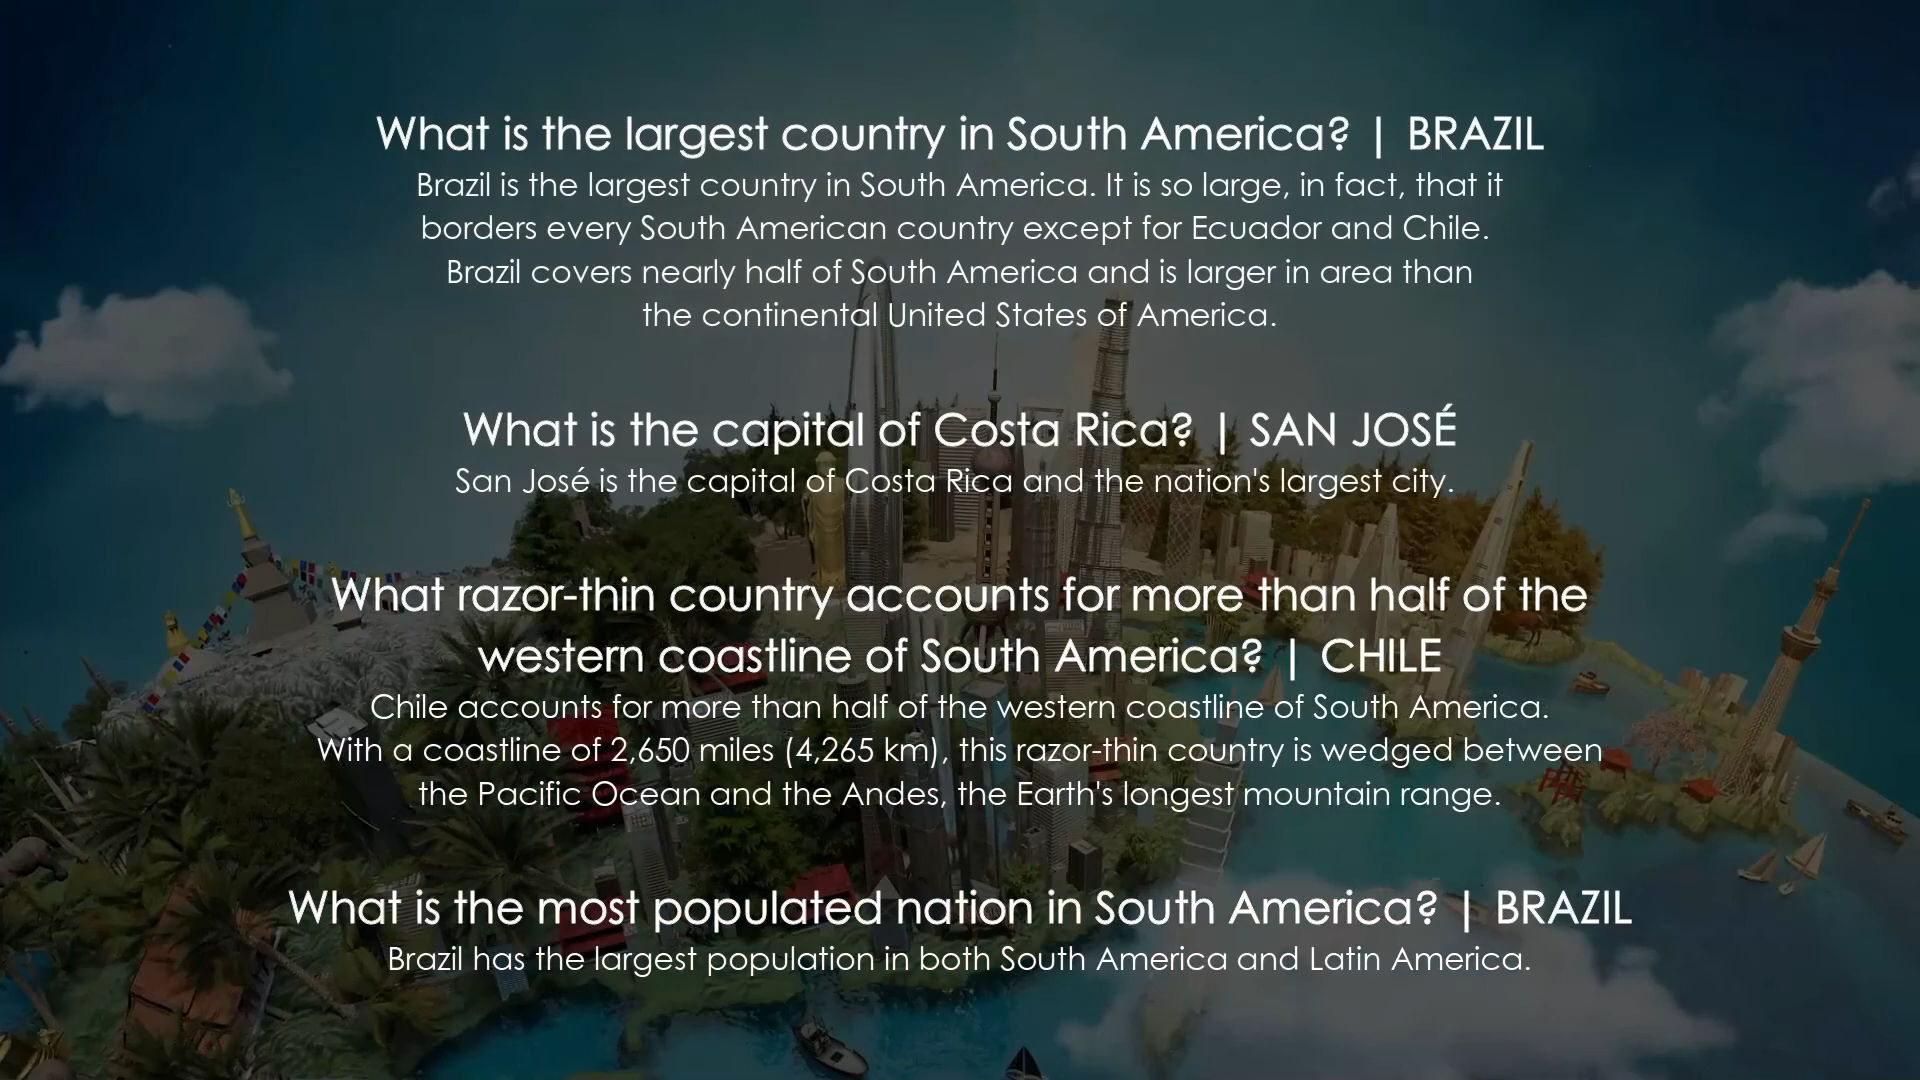 What is the largest country in South America? | BRAZIL
Brazil is the largest country in South America. It is so large, in fact, that it
borders every South American country except for Ecuador and Chile.
Brazil covers nearly half of South America and is larger in area than
the continental United States of America.
What is the capital of Costa Rica? | SAN JOSÉ
San José is the capital of Costa Rica and the nation's largest city.
What razor-thin country accounts for more than half of the
western coastline of South America? | CHILE
Chile accounts for more than half of the western coastline of South America.
With a coastline of 2,650 miles (4,265 km), this razor-thin country is wedged between
the Pacific Ocean and the Andes, the Earth's longest mountain range.
What is the most populated nation in South America? | BRAZIL
Brazil has the largest population in both South America and Latin America.